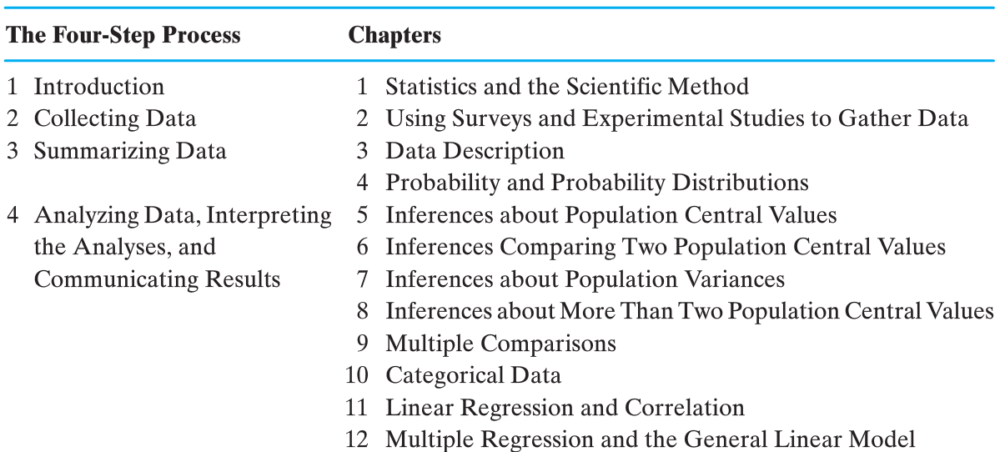 The Four-Step Process Chapters
1 Introduction 1 Statistics and the Scientific Method
2 Collecting Data 2 Using Surveys and Experimental Studies to Gather Data
3 Summarizing Data 3 Data Description
4 Probability and Probability Distributions
4 Analyzing Data, Interpreting 5 Inferences about Population Central Values
the Analyses, and 6 Inferences Comparing Two Population Central Values
Communicating Results 7 Inferences about Population Variances
8 Inferences about More Than Two Population Central Values
9 Multiple Comparisons
10 Categorical Data
11 Linear Regression and Correlation
12 Multiple Regression and the General Linear Model